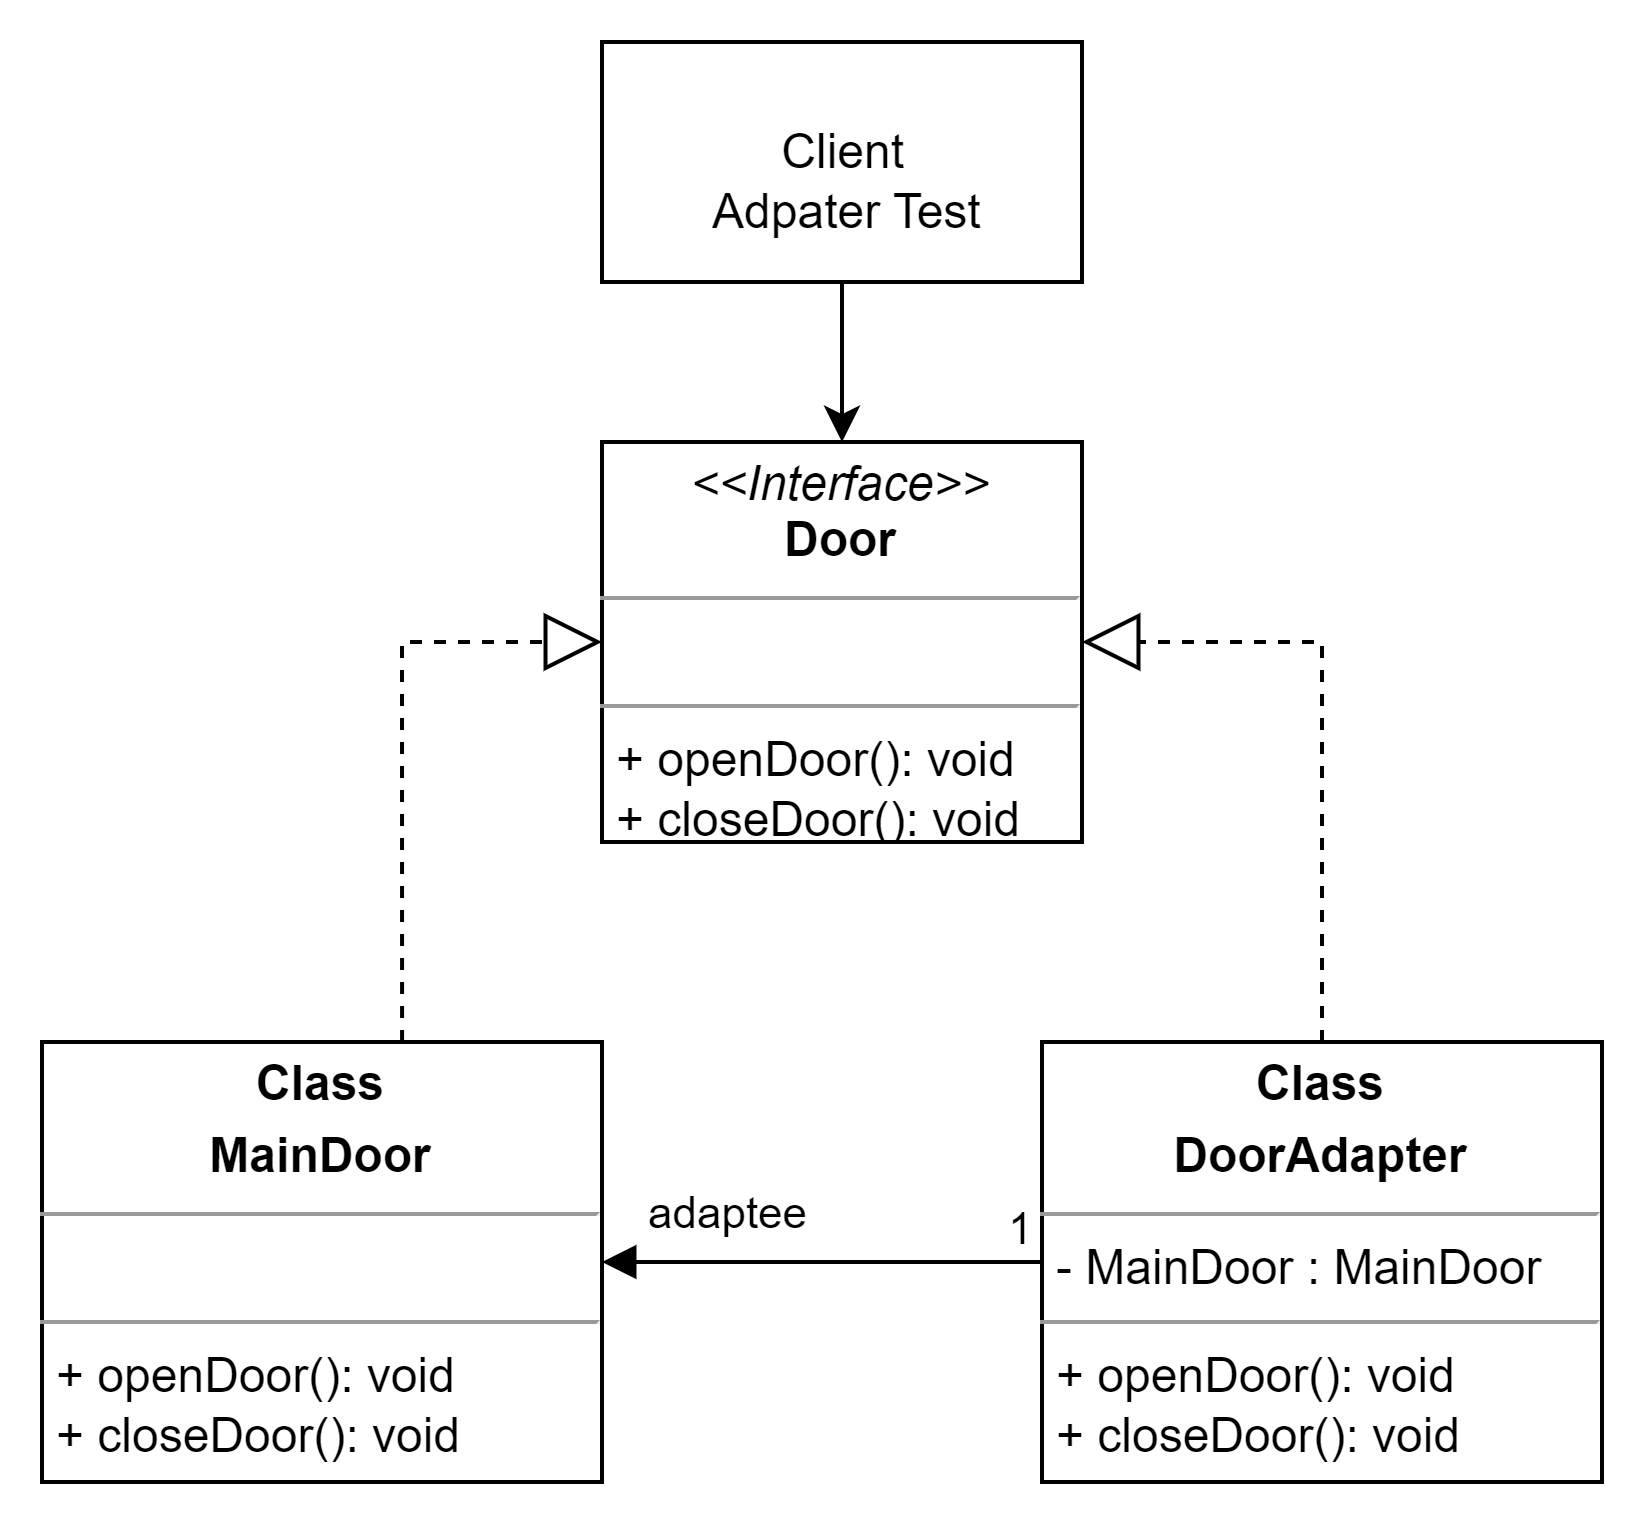 Client
Adpater Test
<<Interface>>
Door
+ openDoor(): void
+ closeDoor(): void
Class
MainDoor
+ openDoor(): void
+ closeDoor(): void
adaptee
1
Class
DoorAdapter
- MainDoor : MainDoor
+ openDoor(): void
+ closeDoor(): void